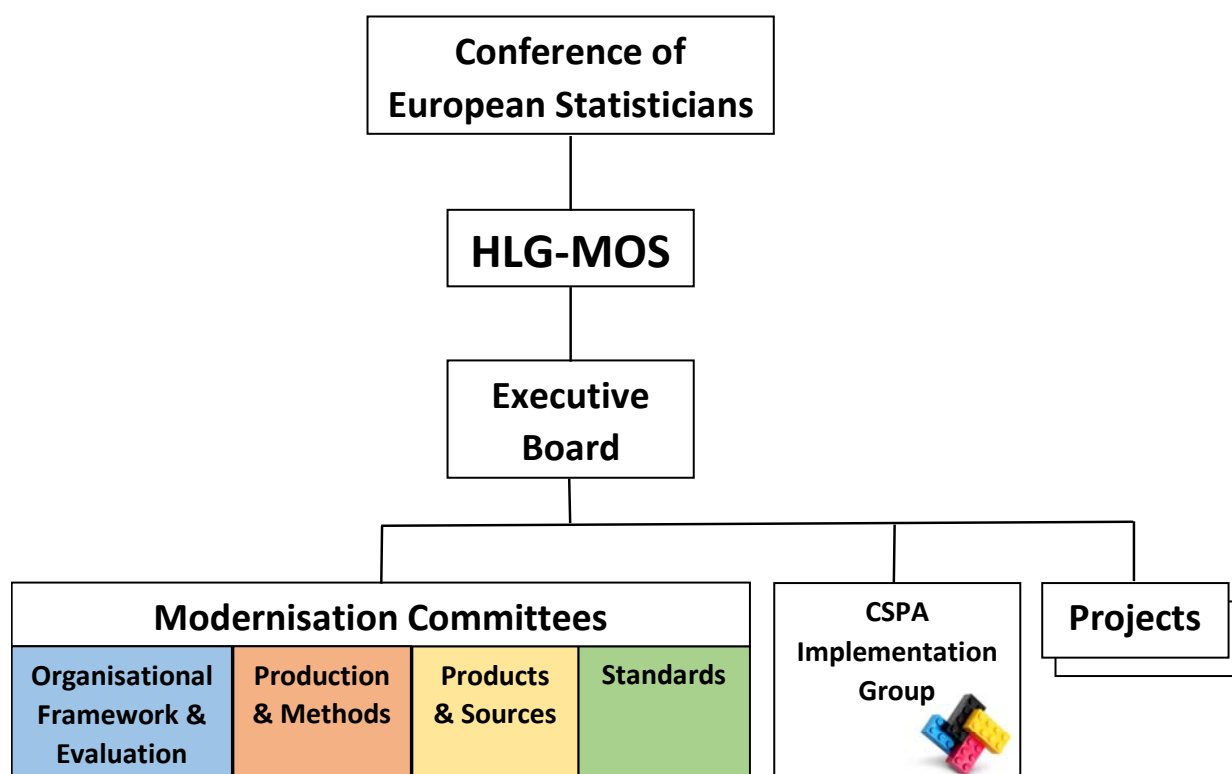 Conference of
European Statisticians
HLG-MOS
Executive
Board
Modernisation Committees
Organisational
Framework &
Evaluation
Production
& Methods
Products
& Sources
Standards
CSPA
Implementation
Group
Projects